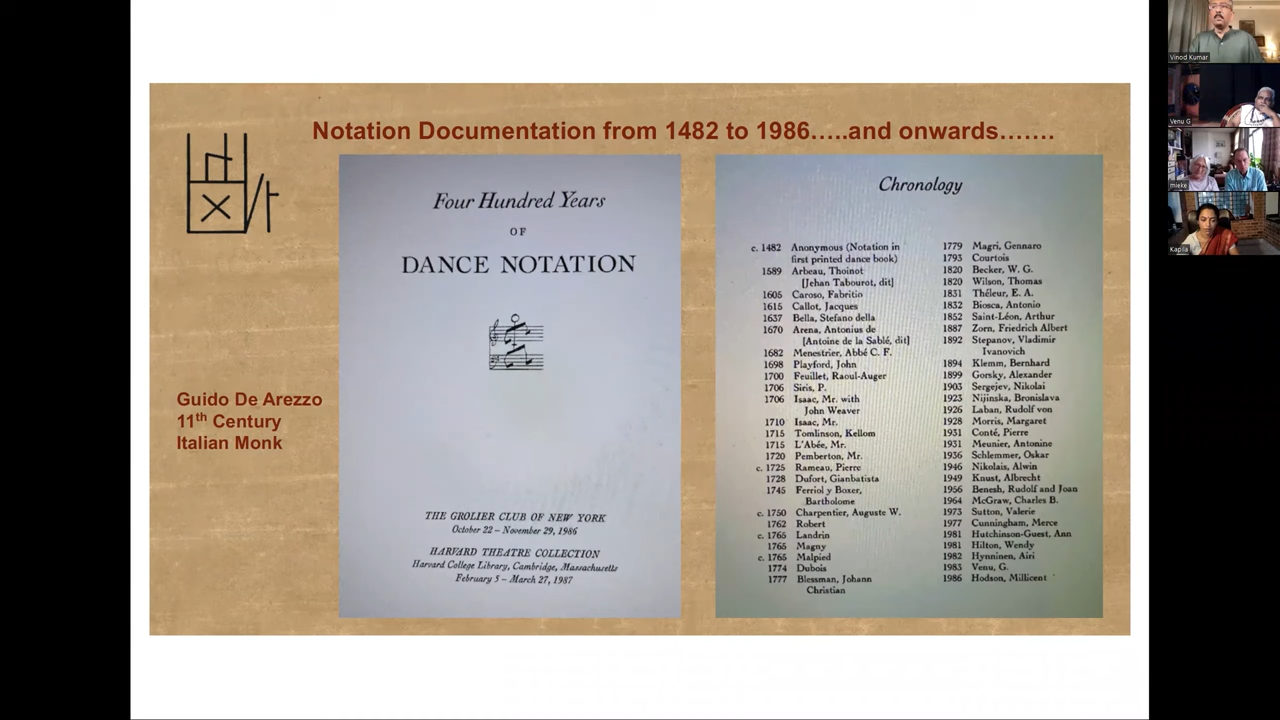 Notation Documentation from 1482 to 1986…..and onwards…….
Guido De Arezzo
11th Century
Italian Monk
Four Hundred Years
OF
DANCE NOTATION
THE GROLIER CLUB OF NEW YORK
October 22 – November 29, 1986
HARVARD THEATRE COLLECTION
Harvard College Library, Cambridge, Massachusetts
February 5 – March 27, 1987
Chronology
c. 1482 Anonymous (Notation in
first printed dance book)
1589 Arbeau, Thoinot
[Jehan Tabourot, dit]
1605 Caroso, Fabritio
1615 Callot, Jacques
1637 Bella, Stefano della
1670 Arena, Antonius de
[Antoine de la Sablé, dit]
1682 Menestrier, Abbé C. F.
1698 Playford, John
1700 Feuillet, Raoul-Auger
1706 Siris, P.
1706 Isaac, Mr. with
John Weaver
1710 Isaac, Mr.
1715 Tomlinson, Kellom
1715 L'Abée, Mr.
1720 Pemberton, Mr.
c. 1725 Rameau, Pierre
1728 Dufort, Gianbatista
1745 Ferriol y Boxer,
Bartholome
c. 1750 Charpentier, Auguste W.
1762 Robert
c. 1765 Landrin
1765 Magny
c. 1765 Malpied
1774 Dubois
1777 Blessman, Johann
Christian
1779 Magri, Gennaro
1793 Courtois
1820 Becker, W. G.
1820 Wilson, Thomas
1831 Théleur, E. A.
1832 Biosca, Antonio
1852 Saint-Léon, Arthur
1887 Zorn, Friedrich Albert
1892 Stepanov, Vladimir
Ivanovich
1894 Klemm, Bernhard
1899 Gorsky, Alexander
1903 Sergejev, Nikolai
1923 Nijinska, Bronislava
1926 Laban, Rudolf von
1928 Morris, Margaret
1931 Conté, Pierre
1931 Meunier, Antonine
1936 Schlemmer, Oskar
1946 Nikolais, Alwin
1949 Knust, Albrecht
1956 Benesh, Rudolf and Joan
1964 McGraw, Charles B.
1973 Sutton, Valerie
1977 Cunningham, Merce
1981 Hutchinson-Guest, Ann
1981 Hilton, Wendy
1982 Hynninen, Airi
1983 Venu, G.
1986 Hodson, Millicent
Vinod Kumar
Venu G
mieke
Kapila